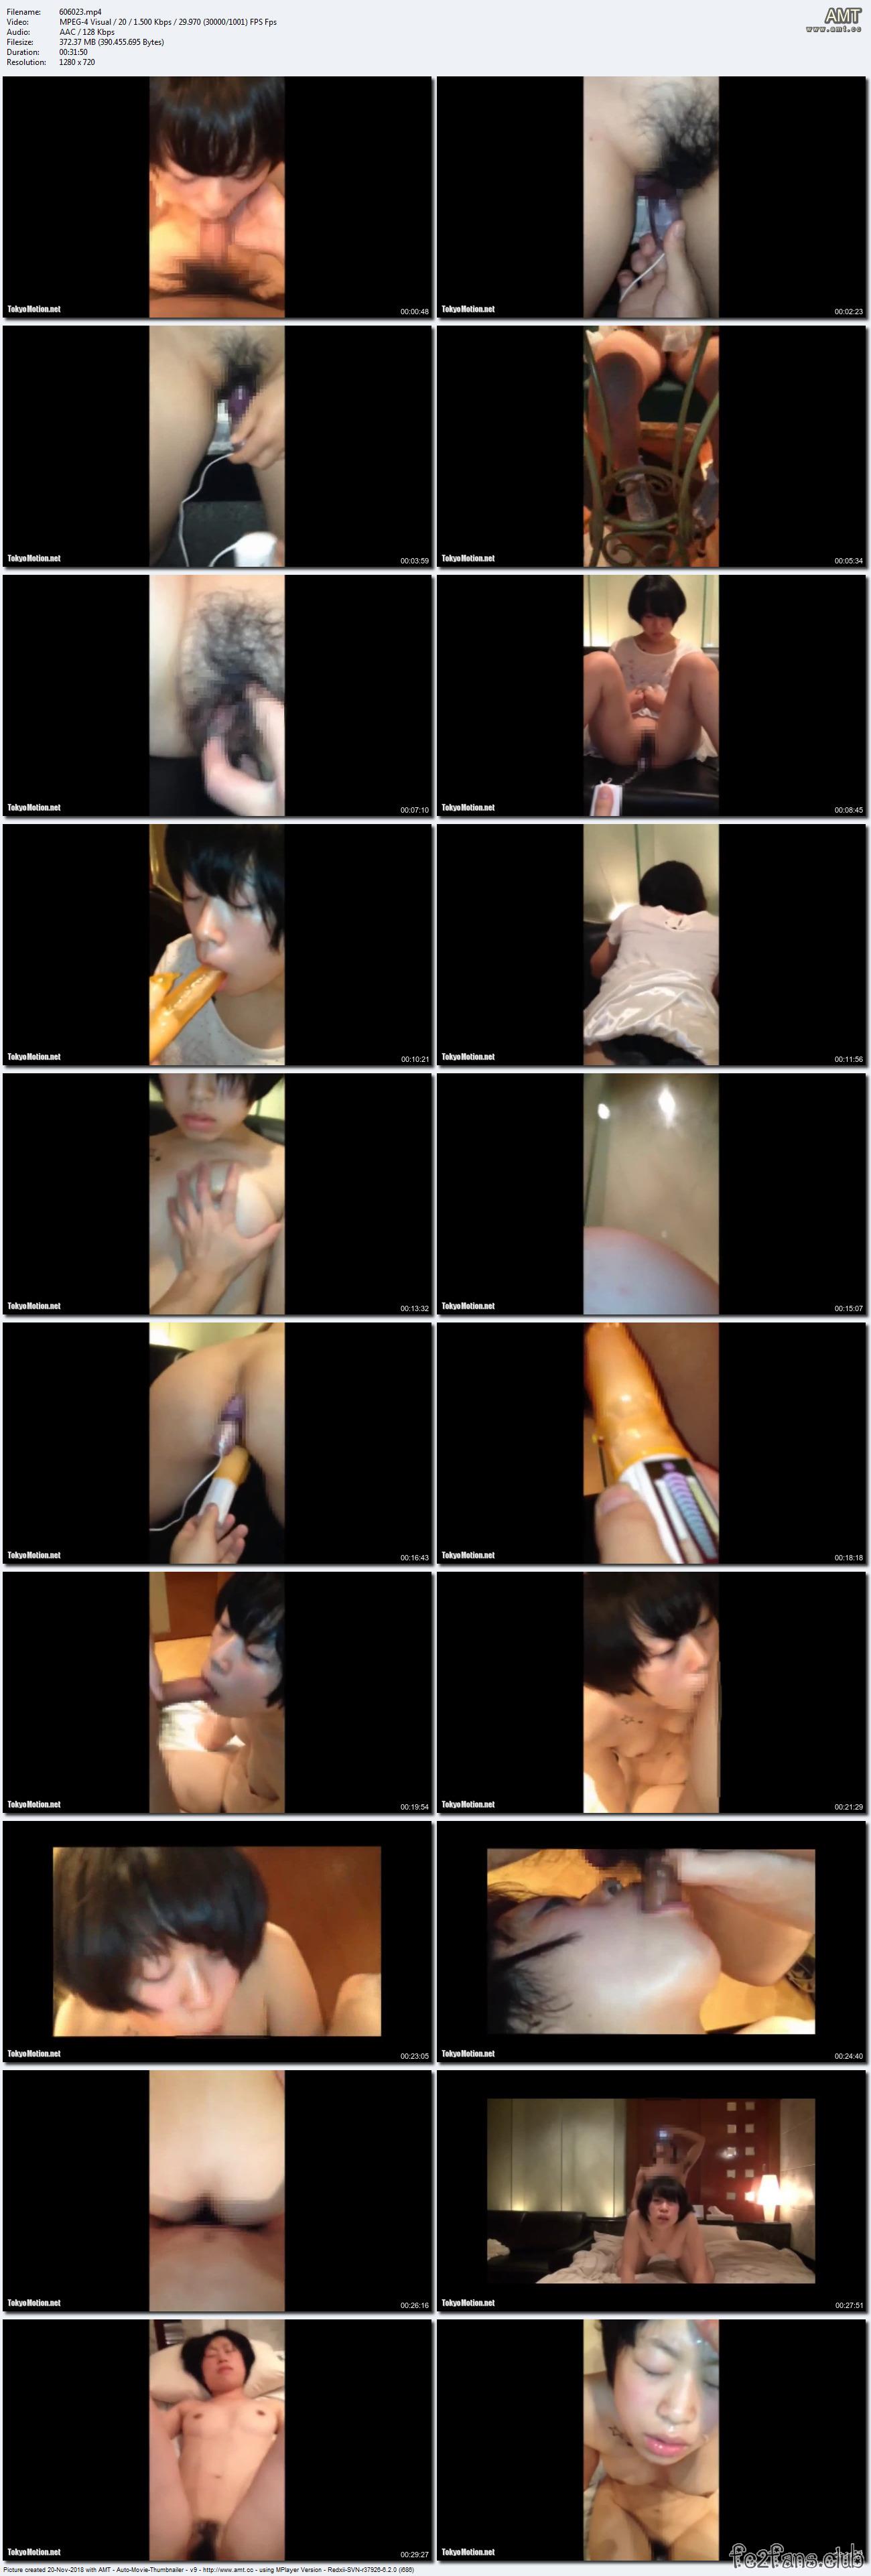 Filename: 606023.mp4
Video: MPEG-4 Visual / 20 / 1.500 Kbps / 29.970 (30000/1001) FPS Fps
Audio: AAC / 128 Kbps
Filesize: 372.37 MB (390.455.695 Bytes)
Duration: 00:31:50
Resolution: 1280 x 720
AMT
www.amt.cc
TokyoMotion.net 00:00:48
TokyoMotion.net 00:02:23
TokyoMotion.net 00:03:59
TokyoMotion.net 00:05:34
TokyoMotion.net 00:07:10
TokyoMotion.net 00:08:45
TokyoMotion.net 00:10:21
TokyoMotion.net 00:11:56
TokyoMotion.net 00:13:32
TokyoMotion.net 00:15:07
TokyoMotion.net 00:16:43
TokyoMotion.net 00:18:18
TokyoMotion.net 00:19:54
TokyoMotion.net 00:21:29
TokyoMotion.net 00:23:05
TokyoMotion.net 00:24:40
TokyoMotion.net 00:26:16
TokyoMotion.net 00:27:51
TokyoMotion.net 00:29:27
TokyoMotion.net
fc2fans.club
Picture created 20-Nov-2018 with AMT - Auto-Movie-Thumbnailer - v9 - http://www.amt.cc - using MPlayer Version - Redxii-SVN-r37926-6.2.0 (i686)